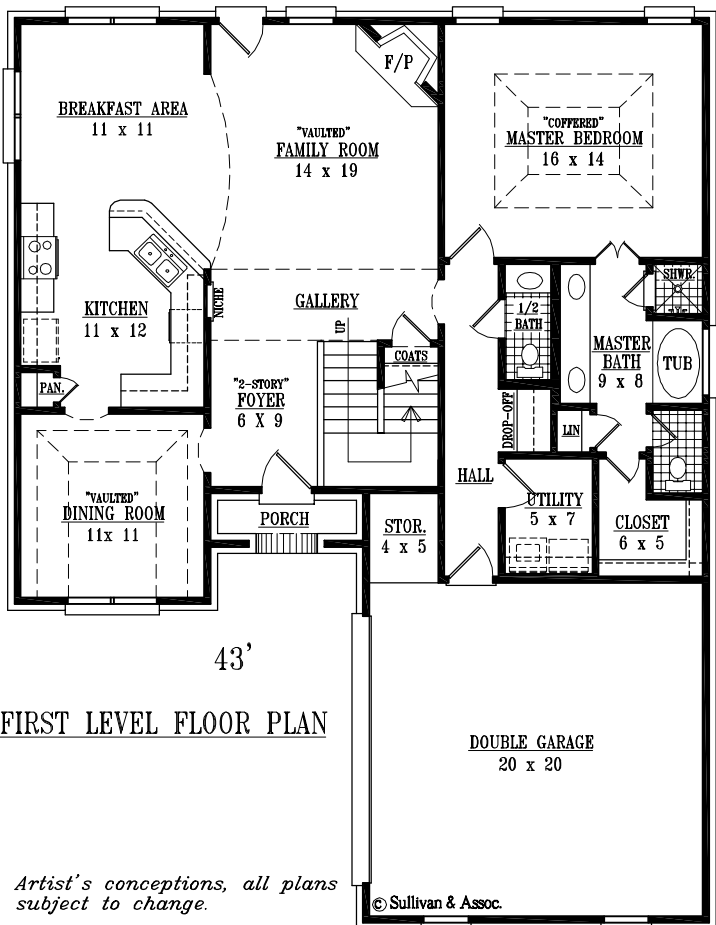 F/P
BREAKFAST AREA
11 x 11
"VAULTED"
FAMILY ROOM
14 x 19
"COFFERED"
MASTER BEDROOM
16 x 14
SHWR.
NICHE
GALLERY
KITCHEN
11 x 12
UP
1/2
BATH
MASTER
BATH
9 x 8
TUB
COATS
PAN.
"2-STORY"
FOYER
6 X 9
DROP-OFF
LIN
HALL
"VAULTED"
DINING ROOM
11x 11
PORCH
STOR.
4 x 5
UTILITY
5 x 7
CLOSET
6 x 5
43'
FIRST LEVEL FLOOR PLAN
DOUBLE GARAGE
20 x 20
Artist's conceptions, all plans
subject to change.
© Sullivan & Assoc.